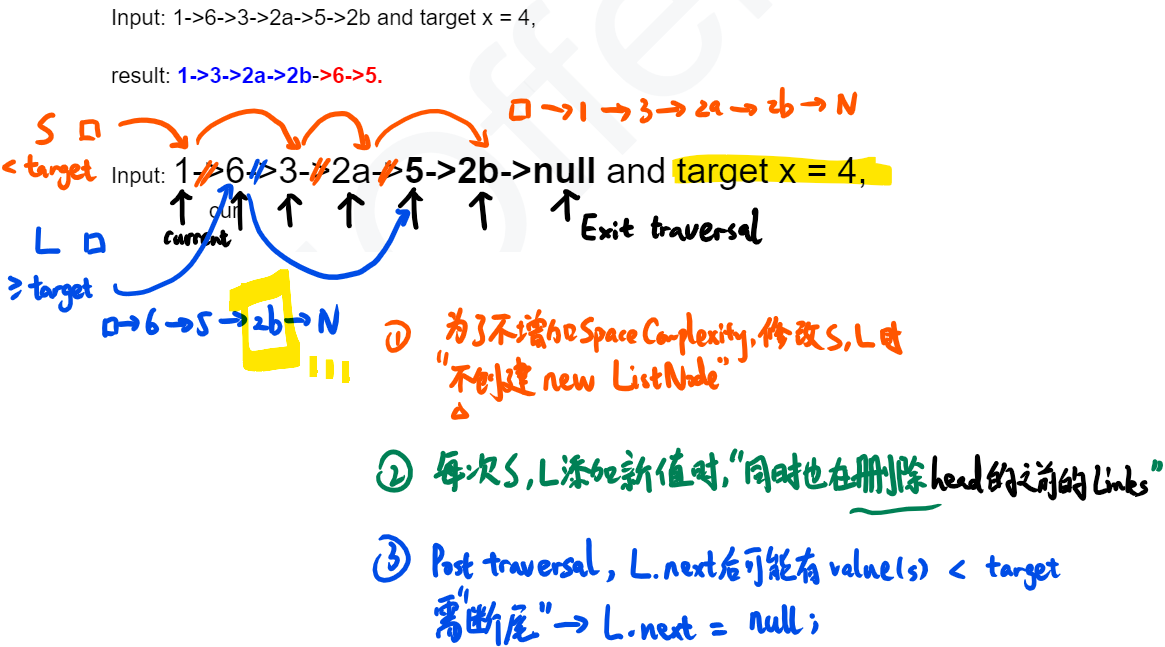 Input: 1->6->3->2a->5->2b and target x = 4,
result: 1->3->2a->2b->6->5.
□→1→3→2a→2b→N
S □
< target
Input: 1->6->3->2a->5->2b->null and target x = 4,
cur
current
Exit traversal
L □
≥ target
□→6→5→2b→N
① 为了不增加Space Complexity,修改S,L时
"不创建 new ListNode"
② 每次S,L添加新值时,"同时也在删除head的之前的Links"
③ Post traversal, L.next后可能有value(s) < target
需"断尾"→ L.next = null;